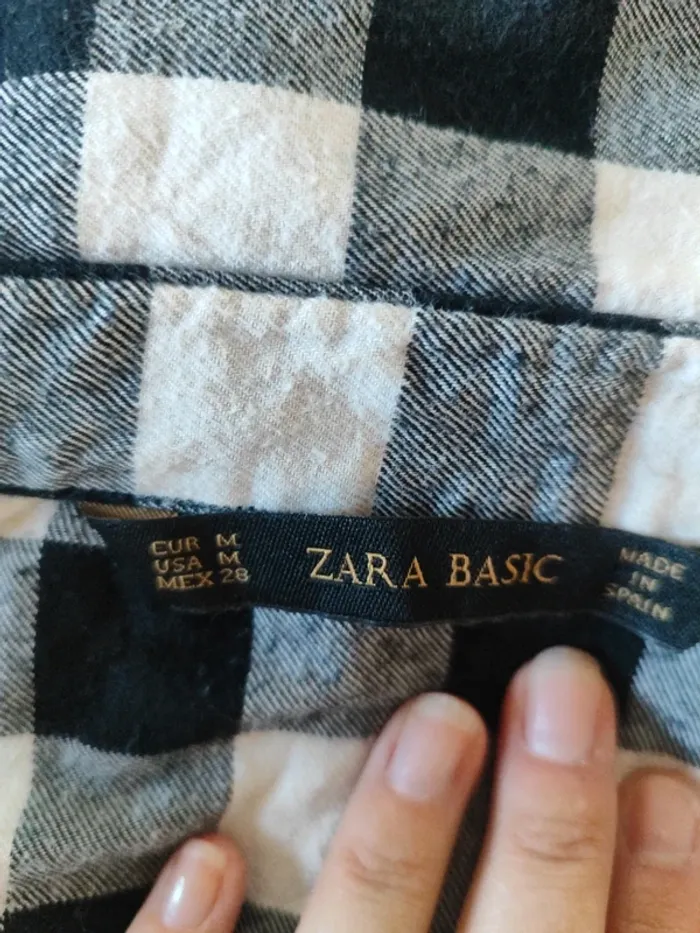 EUR M
USA M
MEX 28
ZARA BASIC
MADE
IN
SPAIN